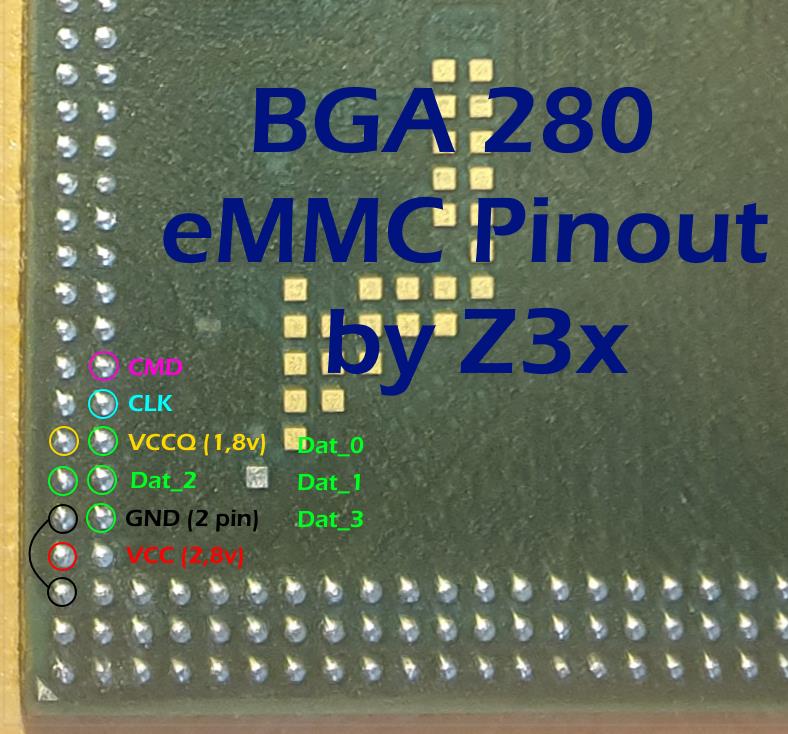 BGA 280
eMMC Pinout
by Z3x
CMD
CLK
VCCQ (1,8v) Dat_0
Dat_2 Dat_1
GND (2 pin) Dat_3
VCC (2,8v)